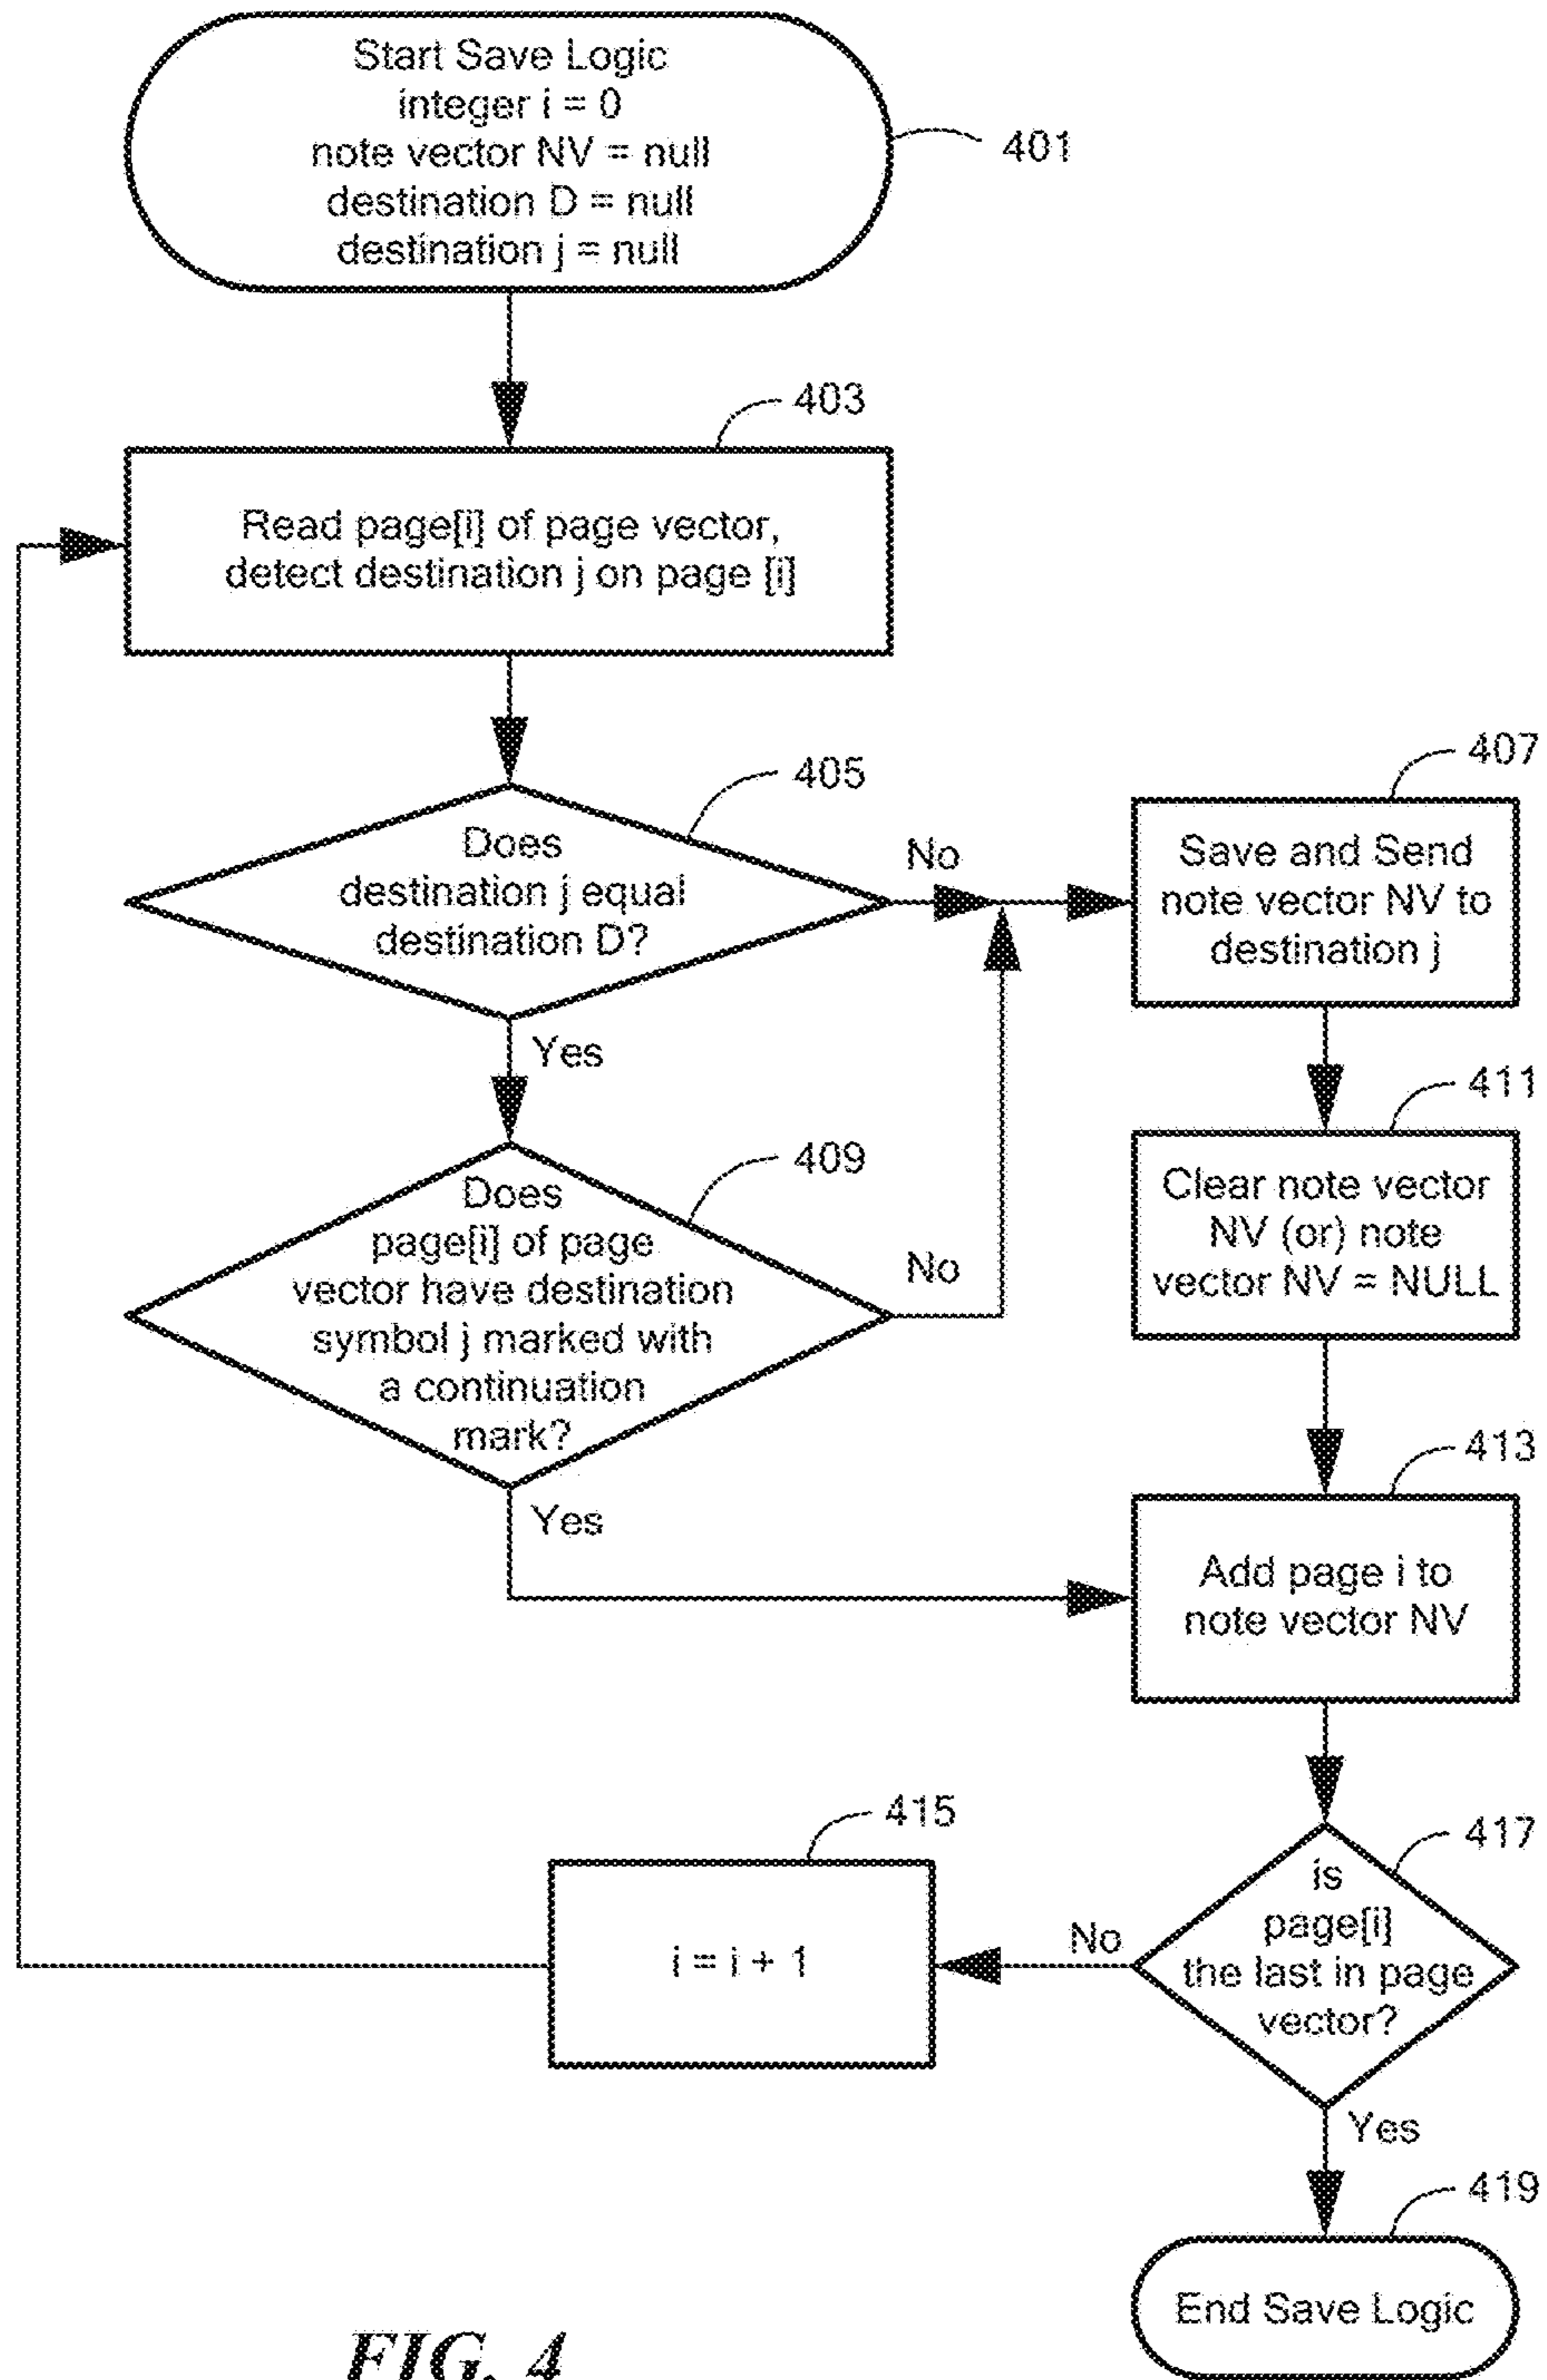 Start Save Logic
integer i = 0
note vector NV = null
destination D = null
destination j = null
401
403
Read page[i] of page vector,
detect destination j on page [i]
405
Does
destination j equal
destination D?
No
Yes
407
Save and Send
note vector NV to
destination j
409
Does
page[i] of page
vector have destination
symbol j marked with
a continuation
mark?
No
Yes
411
Clear note vector
NV (or) note
vector NV = NULL
413
Add page i to
note vector NV
415
i = i + 1
417
is
page[i]
the last in page
vector?
No
Yes
419
End Save Logic
FIG. 4